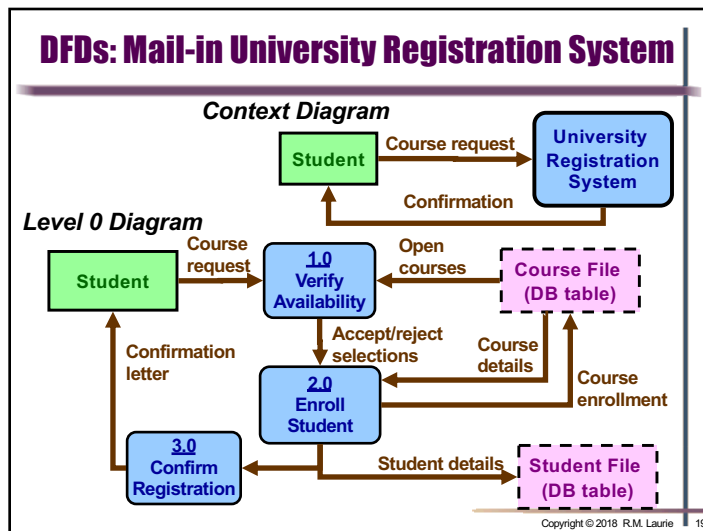 DFDs: Mail-in University Registration System
Context Diagram
Student
Course request
University
Registration
System
Confirmation
Level 0 Diagram
Student
Course
request
1.0
Verify
Availability
Open
courses
Course File
(DB table)
Accept/reject
selections
Course
details
Course
enrollment
Confirmation
letter
2.0
Enroll
Student
3.0
Confirm
Registration
Student details
Student File
(DB table)
Copyright © 2018 R.M. Laurie 19